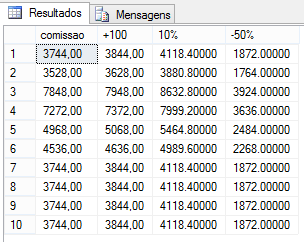 Resultados Mensagens
comissao +100 10% -50%
1 3744,00 3844,00 4118.40000 1872.00000
2 3528,00 3628,00 3880.80000 1764.00000
3 7848,00 7948,00 8632.80000 3924.00000
4 7272,00 7372,00 7999.20000 3636.00000
5 4968,00 5068,00 5464.80000 2484.00000
6 4536,00 4636,00 4989.60000 2268.00000
7 3744,00 3844,00 4118.40000 1872.00000
8 3744,00 3844,00 4118.40000 1872.00000
9 3744,00 3844,00 4118.40000 1872.00000
10 3744,00 3844,00 4118.40000 1872.00000